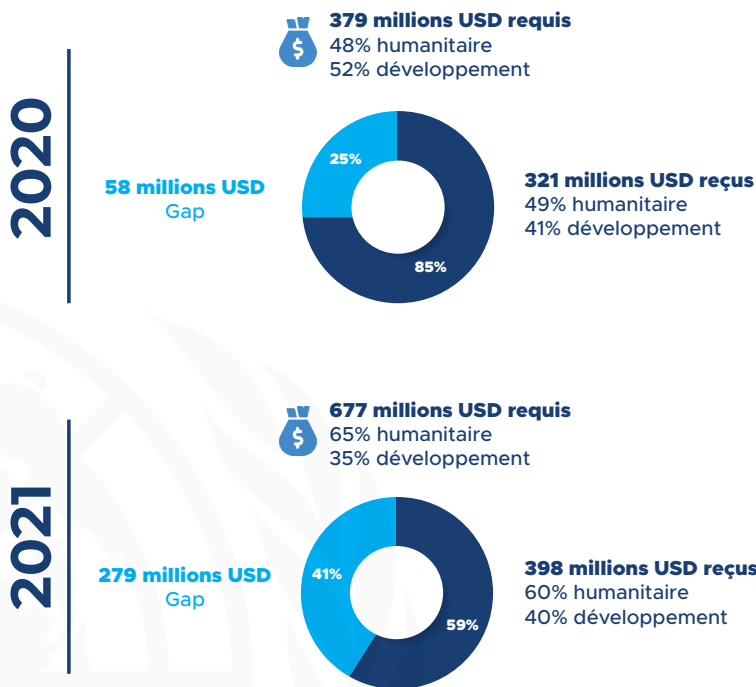 2020
379 millions USD requis
48% humanitaire
52% développement
58 millions USD
Gap
25%
85%
321 millions USD reçus
49% humanitaire
41% développement
2021
677 millions USD requis
65% humanitaire
35% développement
279 millions USD
Gap
41%
59%
398 millions USD reçus
60% humanitaire
40% développement